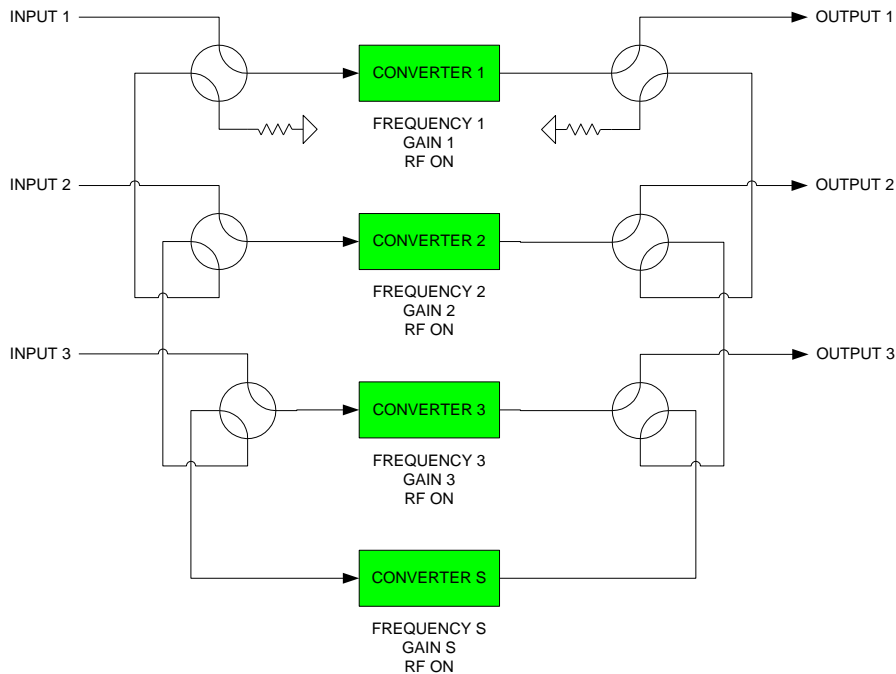 INPUT 1
OUTPUT 1
CONVERTER 1
FREQUENCY 1
GAIN 1
RF ON
INPUT 2
OUTPUT 2
CONVERTER 2
FREQUENCY 2
GAIN 2
RF ON
INPUT 3
OUTPUT 3
CONVERTER 3
FREQUENCY 3
GAIN 3
RF ON
CONVERTER S
FREQUENCY S
GAIN S
RF ON